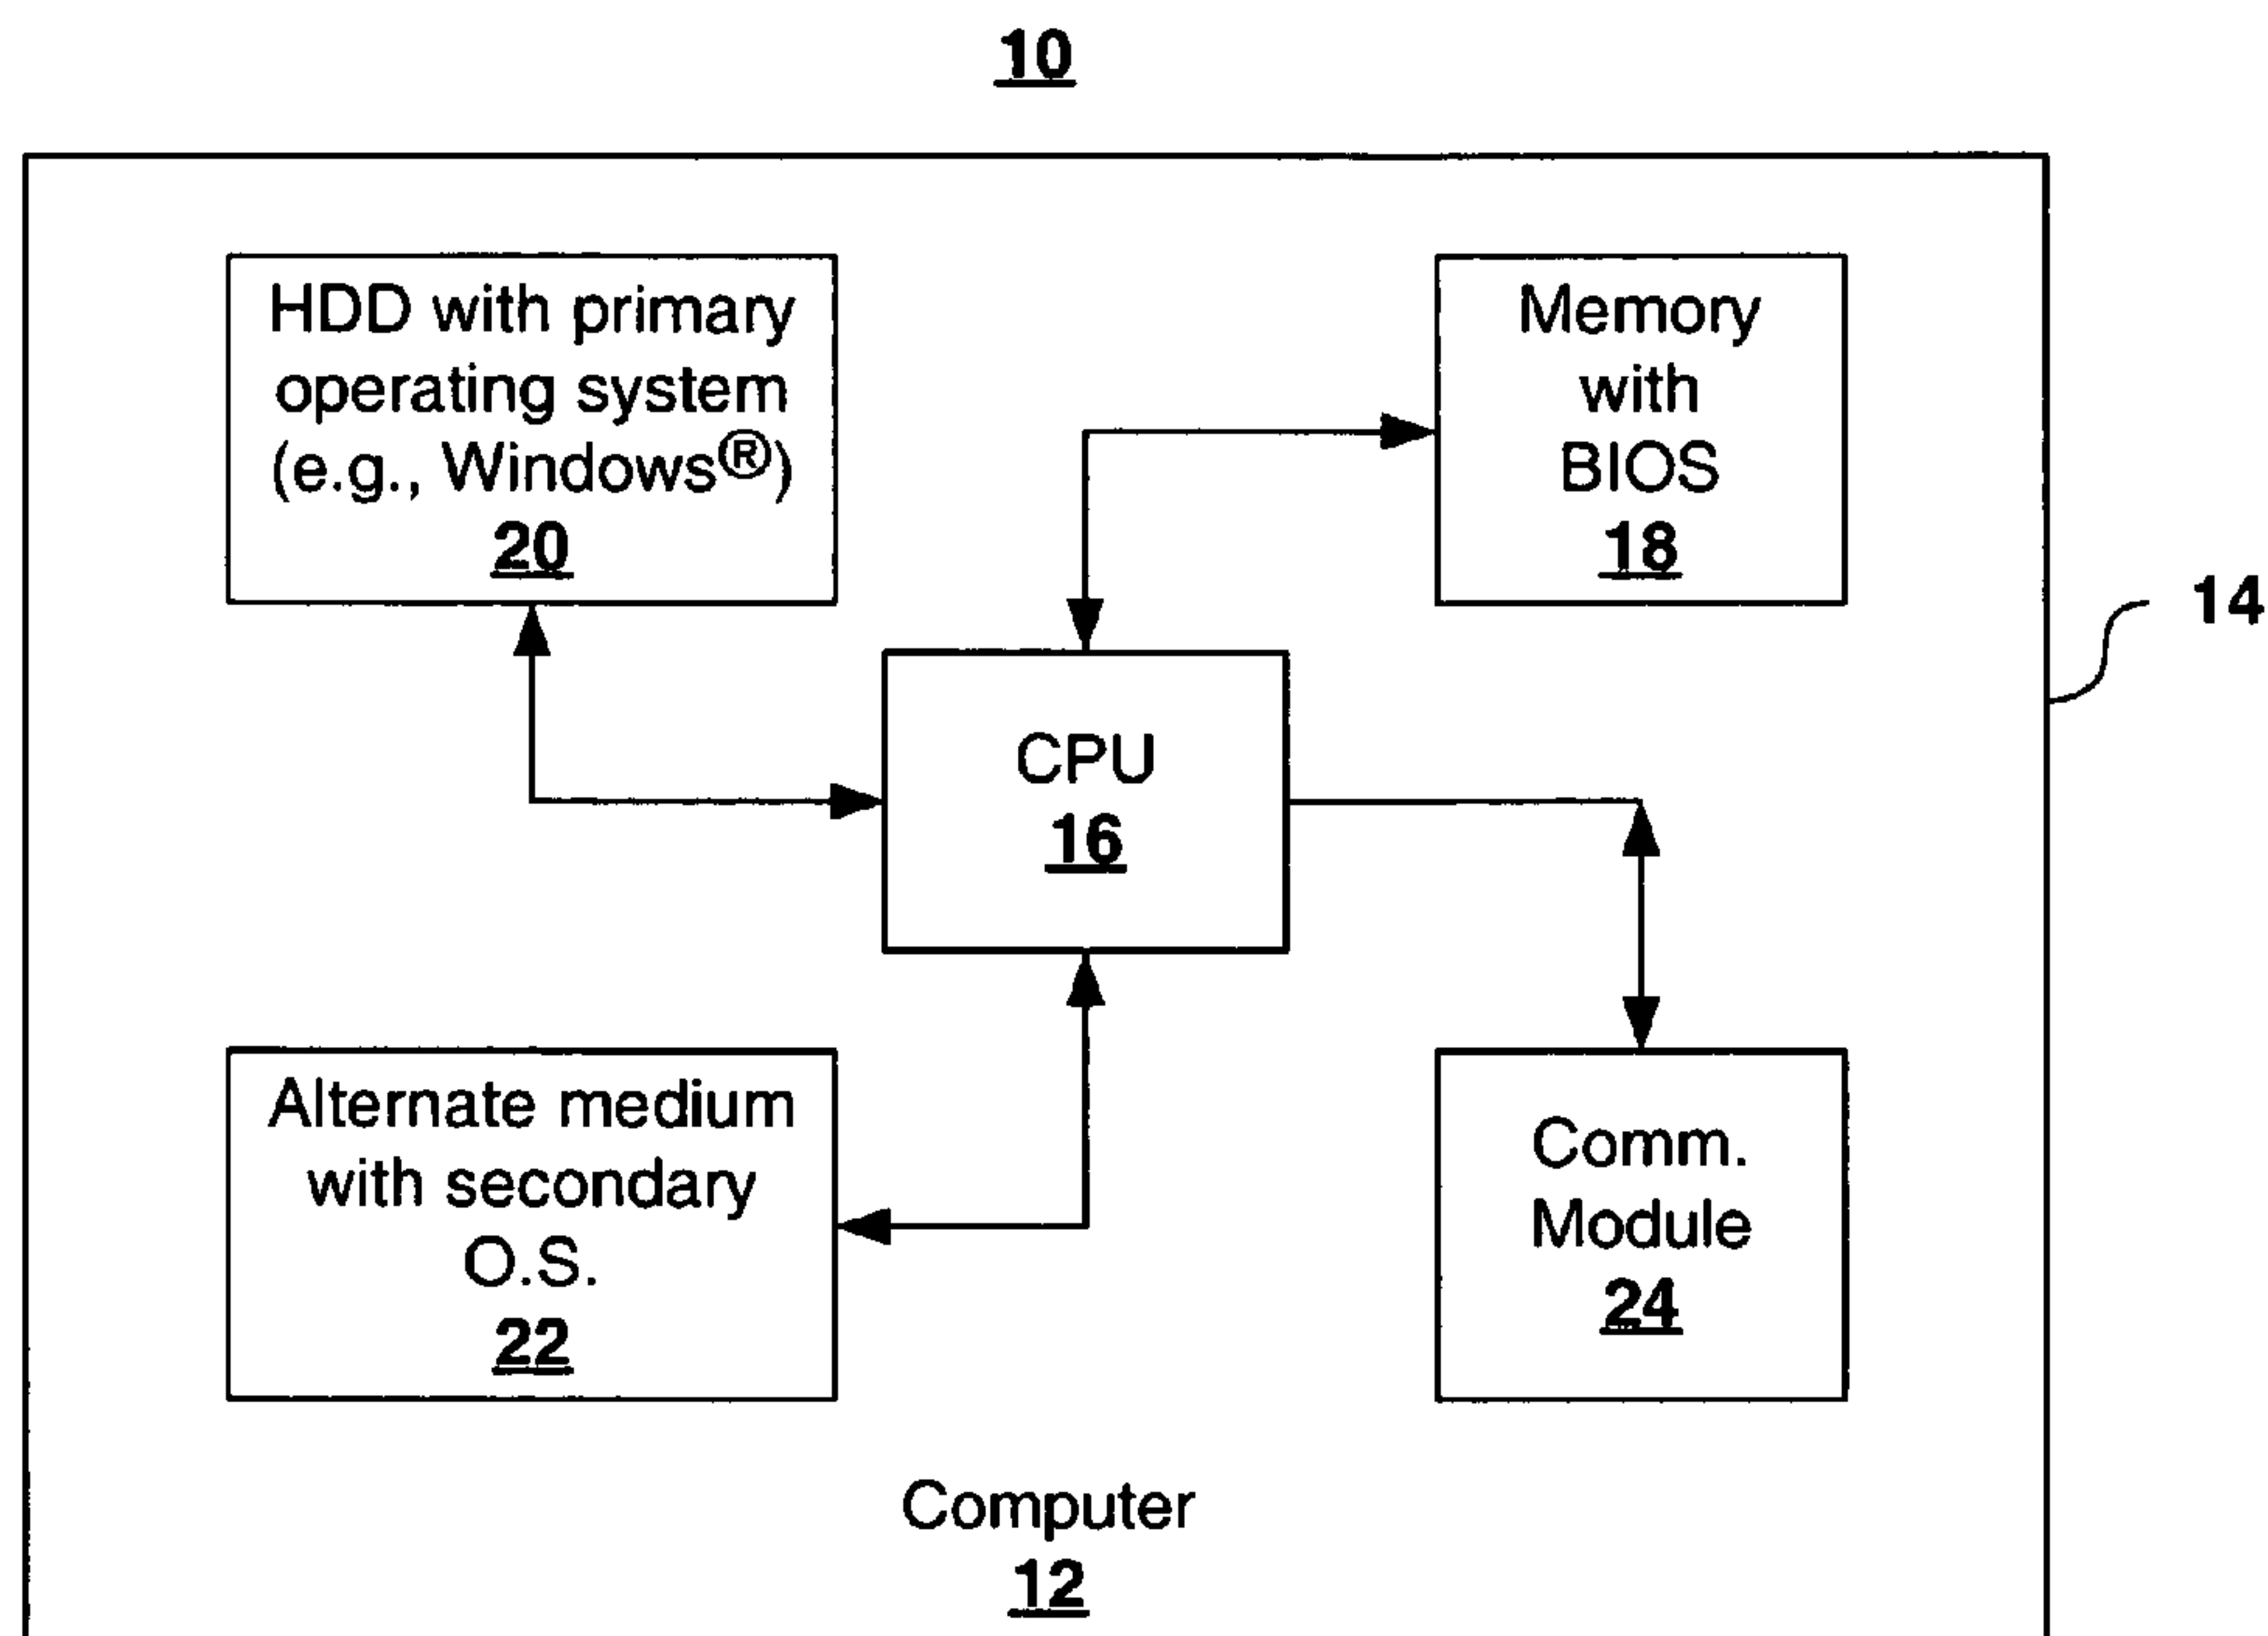 10
HDD with primary
operating system
(e.g., Windows®)
20
Memory
with
BIOS
18
14
CPU
16
Alternate medium
with secondary
O.S.
22
Comm.
Module
24
Computer
12